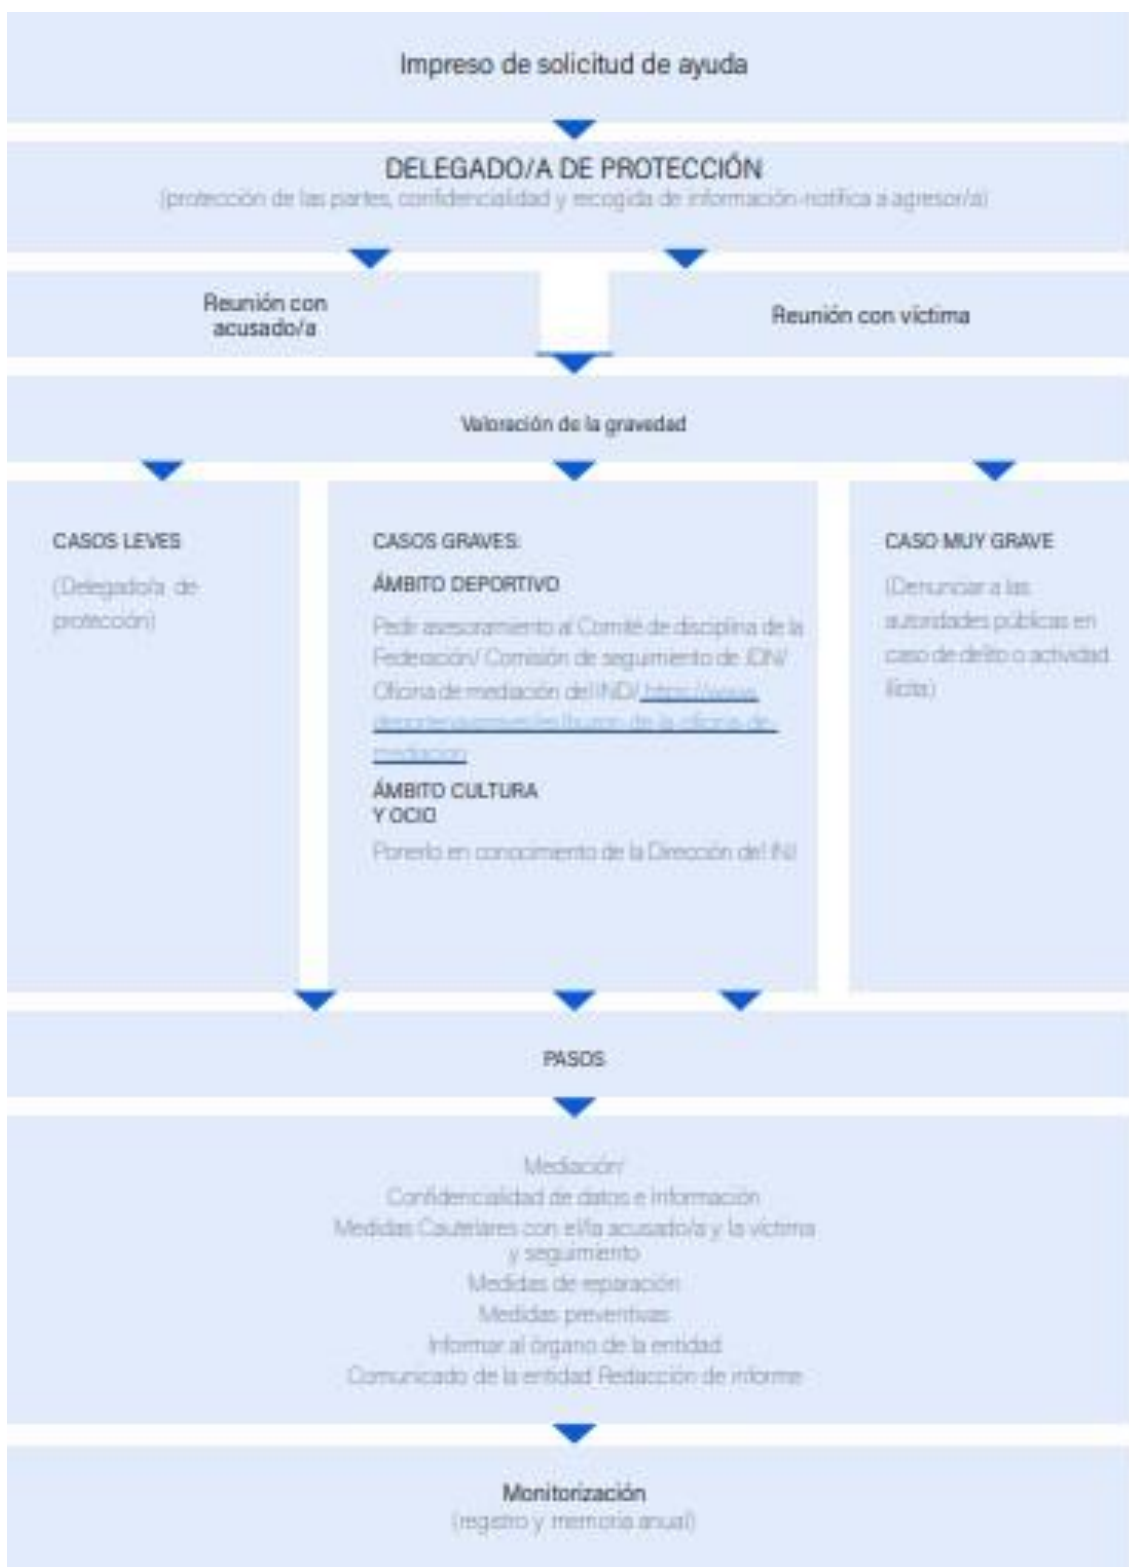 Impreso de solicitud de ayuda
DELEGADO/A DE PROTECCIÓN
(protección de las partes, confidencialidad y recogida de información-notifica a agresor/a)
Reunión con
acusado/a
Reunión con víctima
Valoración de la gravedad
CASOS LEVES
(Delegado/a de
protección)
CASOS GRAVES:
ÁMBITO DEPORTIVO
Pedir asesoramiento al Comité de disciplina de la
Federación/ Comisión de seguimiento de JDN/
Oficina de mediación del IND/ https://www.
mediacion
ÁMBITO CULTURA
Y OCIO
Ponerlo en conocimiento de la Dirección del INJ
CASO MUY GRAVE
(Denunciar a las
autoridades públicas en
caso de delito o actividad
ilícita)
PASOS
Mediación/
Confidencialidad de datos e información
Medidas Cautelares con el/la acusado/a y la víctima
y seguimiento
Medidas de reparación
Medidas preventivas
Informar al órgano de la entidad
Comunicado de la entidad Redacción de informe
Monitorización
(registro y memoria anual)